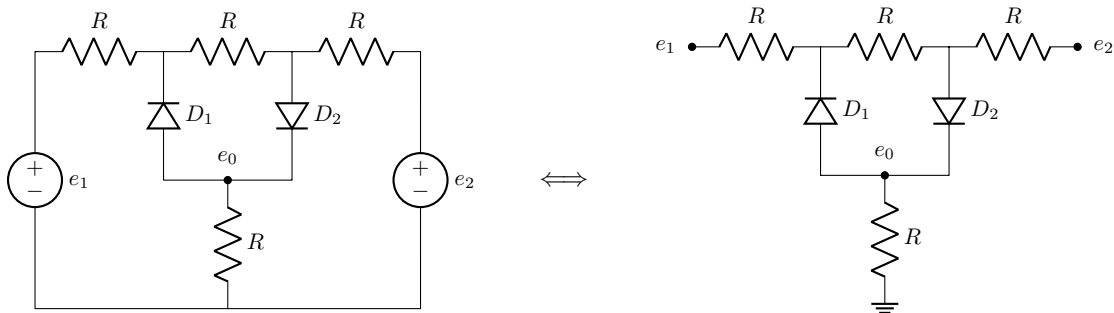 R R R
D₁ D₂
e₀
+
−
e₁
+
−
e₂
R
⟺
R R R
e₁ e₂
D₁ D₂
e₀
R